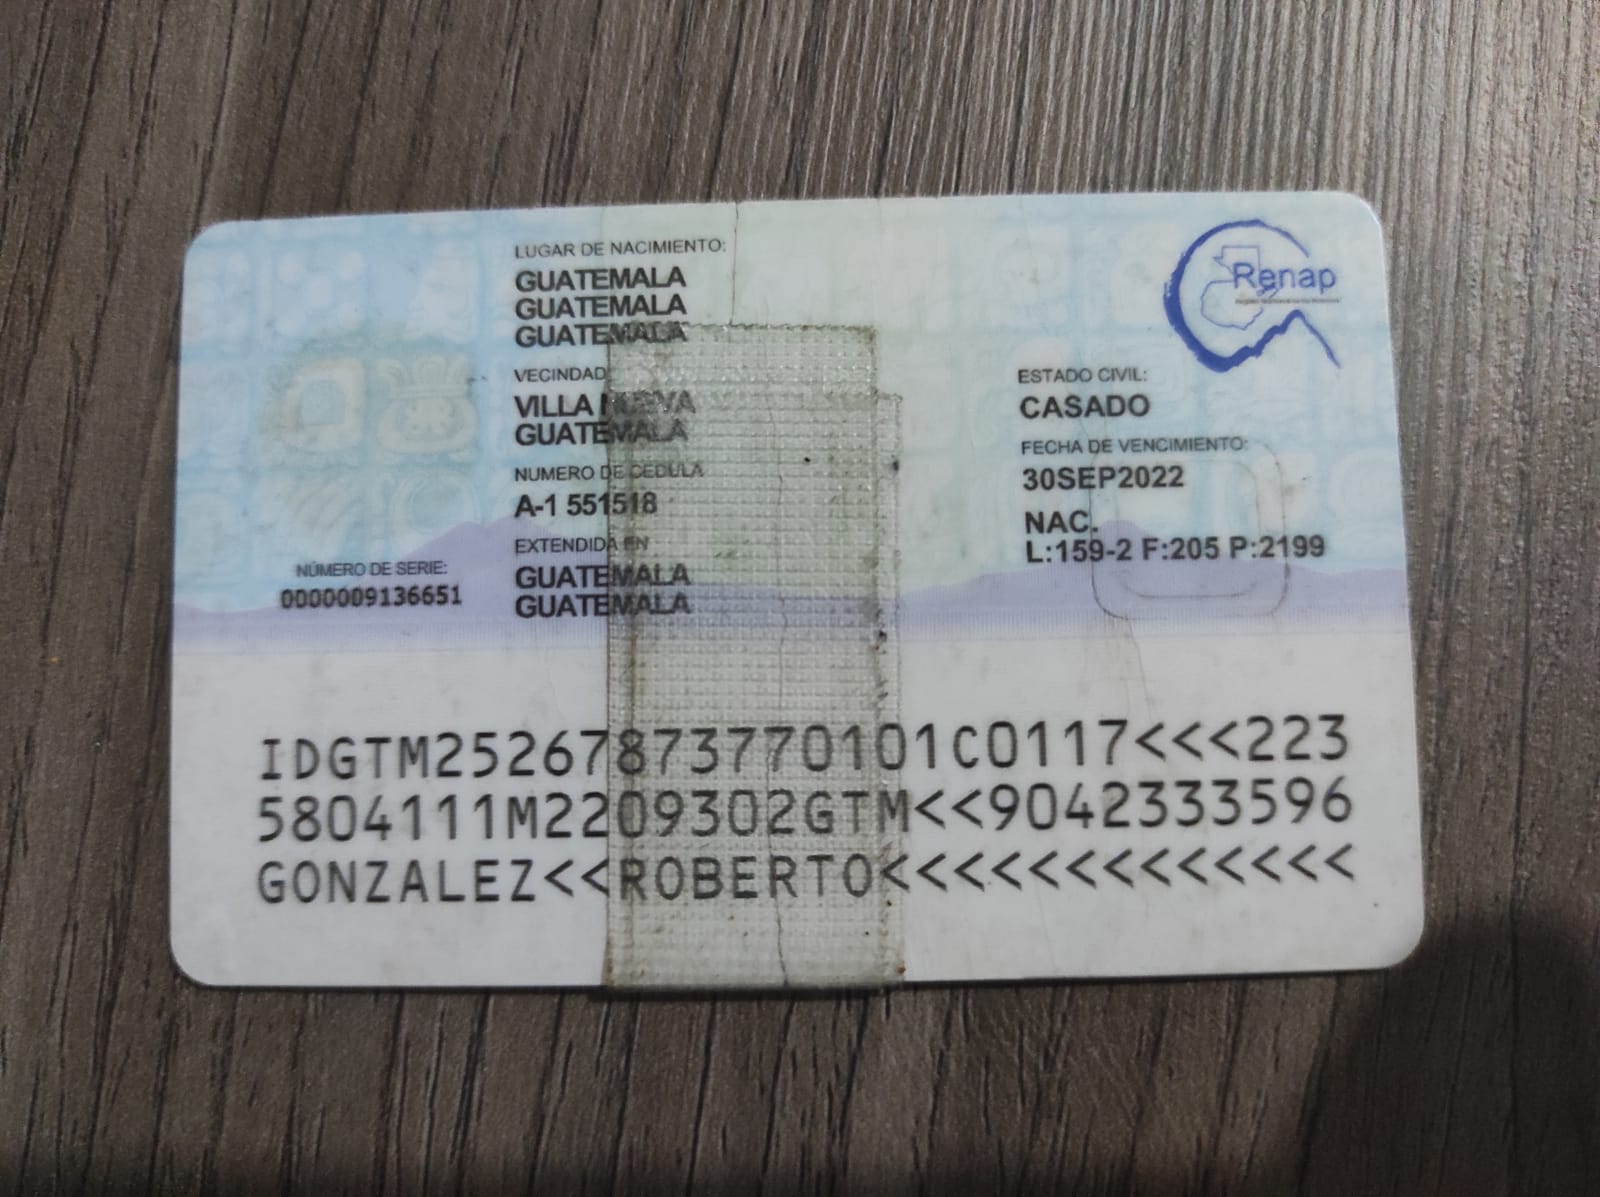 LUGAR DE NACIMIENTO:
GUATEMALA
GUATEMALA
GUATEMALA
VECINDAD
VILLA NUEVA
GUATEMALA
NUMERO DE CEDULA
A-1 551518
EXTENDIDA EN
GUATEMALA
GUATEMALA
NÚMERO DE SERIE:
0000009136651
Renap
ESTADO CIVIL:
CASADO
FECHA DE VENCIMIENTO:
30SEP2022
NAC.
L:159-2 F:205 P:2199
IDGTM25267873770101C0117<<<223
5804111M2209302GTM<<9042333596
GONZALEZ<<ROBERTO<<<<<<<<<<<<<